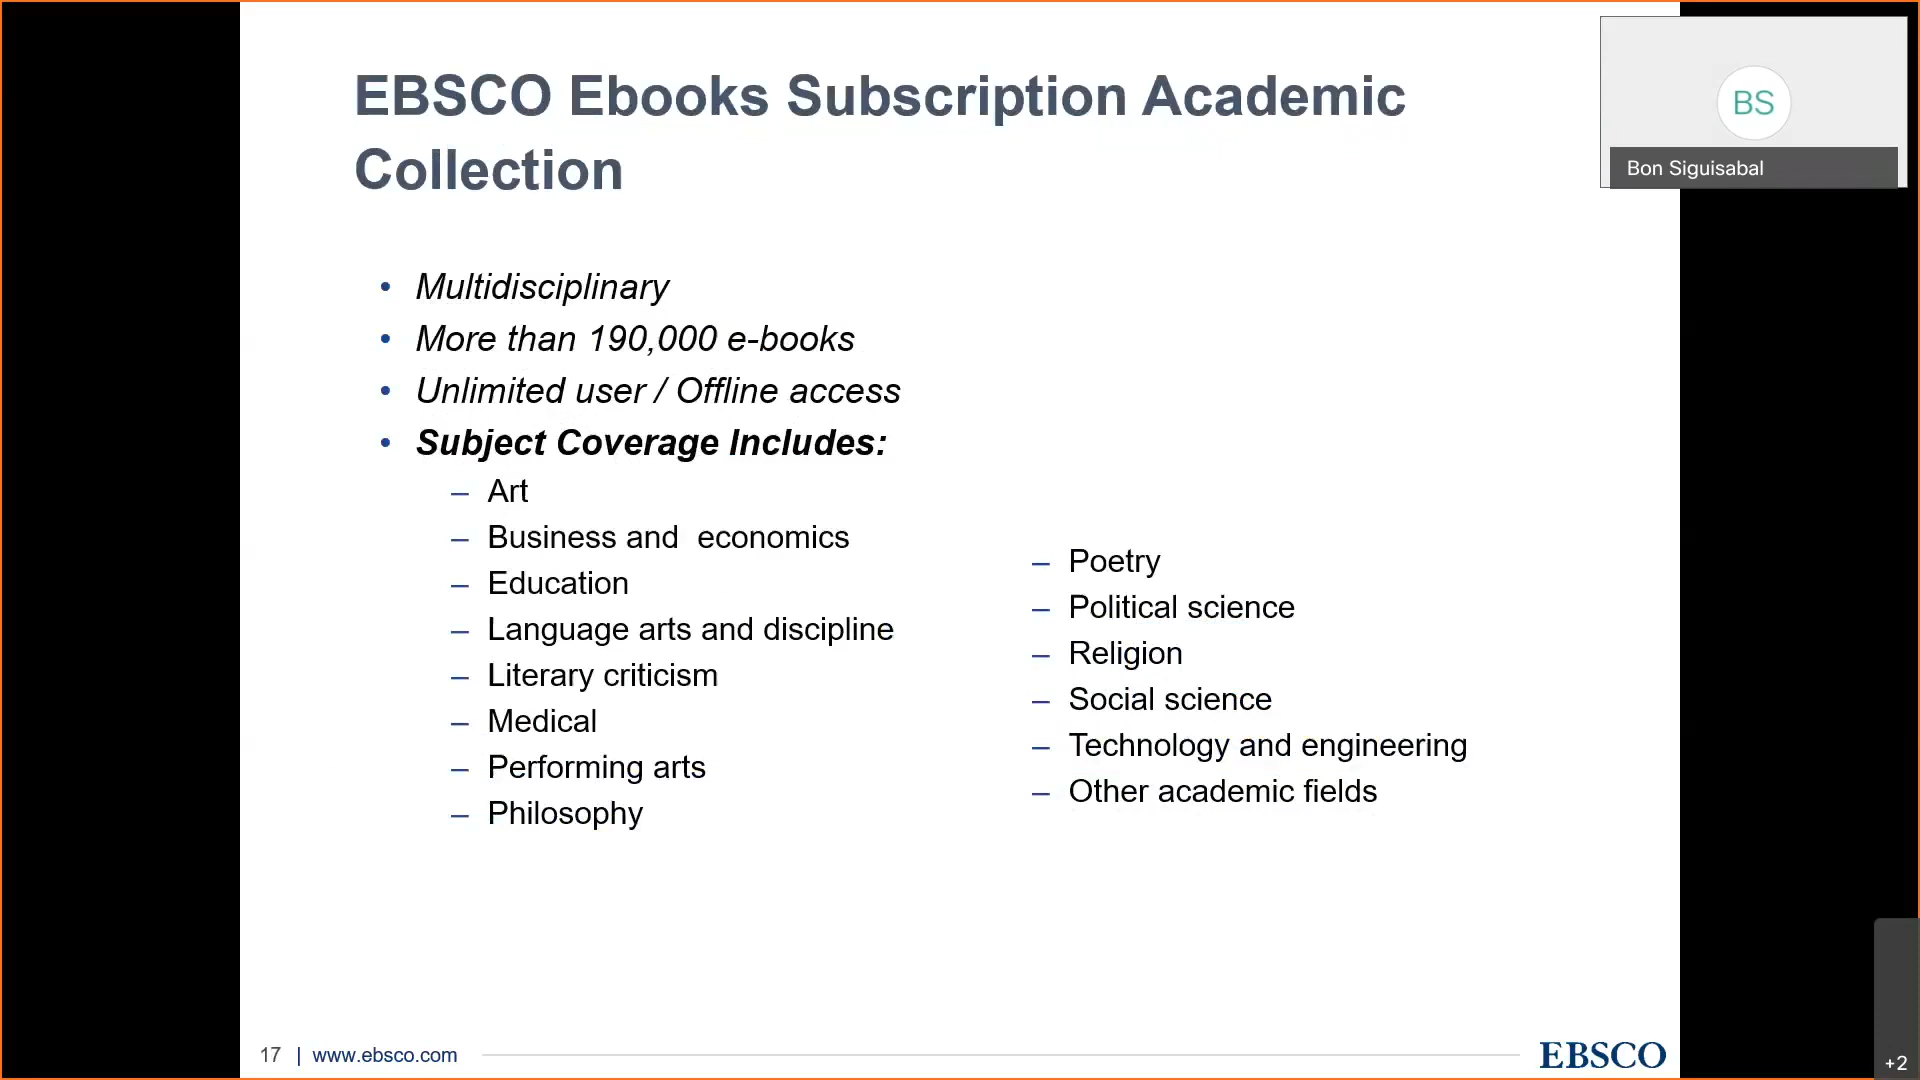 EBSCO Ebooks Subscription Academic
Collection
BS
Bon Siguisabal
• Multidisciplinary
• More than 190,000 e-books
• Unlimited user / Offline access
• Subject Coverage Includes:
– Art
– Business and  economics
– Education
– Language arts and discipline
– Literary criticism
– Medical
– Performing arts
– Philosophy
– Poetry
– Political science
– Religion
– Social science
– Technology and engineering
– Other academic fields
17 | www.ebsco.com
EBSCO
+2